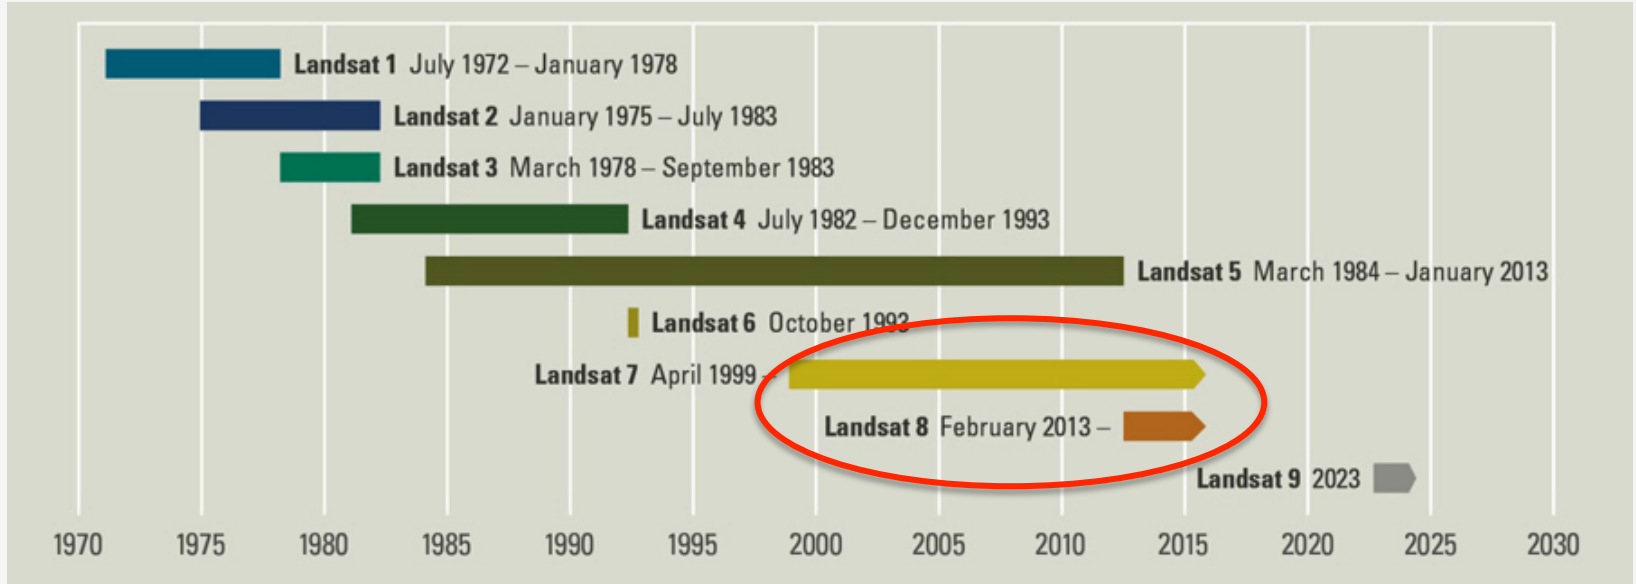 Landsat 1 July 1972 – January 1978
Landsat 2 January 1975 – July 1983
Landsat 3 March 1978 – September 1983
Landsat 4 July 1982 – December 1993
Landsat 5 March 1984 – January 2013
Landsat 6 October 1993
Landsat 7 April 1999 –
Landsat 8 February 2013 –
Landsat 9 2023
1970 1975 1980 1985 1990 1995 2000 2005 2010 2015 2020 2025 2030